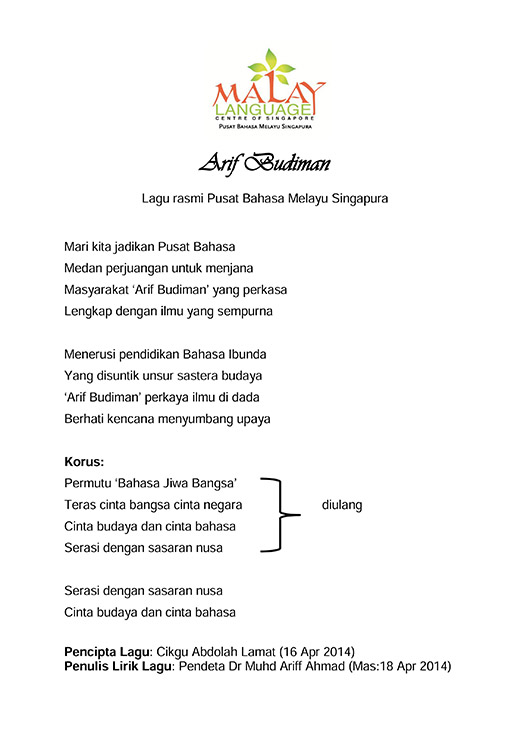 MALAY
LANGUAGE
CENTRE OF SINGAPORE
PUSAT BAHASA MELAYU SINGAPURA
Arif Budiman
Lagu rasmi Pusat Bahasa Melayu Singapura
Mari kita jadikan Pusat Bahasa
Medan perjuangan untuk menjana
Masyarakat ‘Arif Budiman’ yang perkasa
Lengkap dengan ilmu yang sempurna
Menerusi pendidikan Bahasa Ibunda
Yang disuntik unsur sastera budaya
‘Arif Budiman’ perkaya ilmu di dada
Berhati kencana menyumbang upaya
Korus:
Permutu ‘Bahasa Jiwa Bangsa’
Teras cinta bangsa cinta negara
diulang
Cinta budaya dan cinta bahasa
Serasi dengan sasaran nusa
Serasi dengan sasaran nusa
Cinta budaya dan cinta bahasa
Pencipta Lagu: Cikgu Abdolah Lamat (16 Apr 2014)
Penulis Lirik Lagu: Pendeta Dr Muhd Ariff Ahmad (Mas:18 Apr 2014)